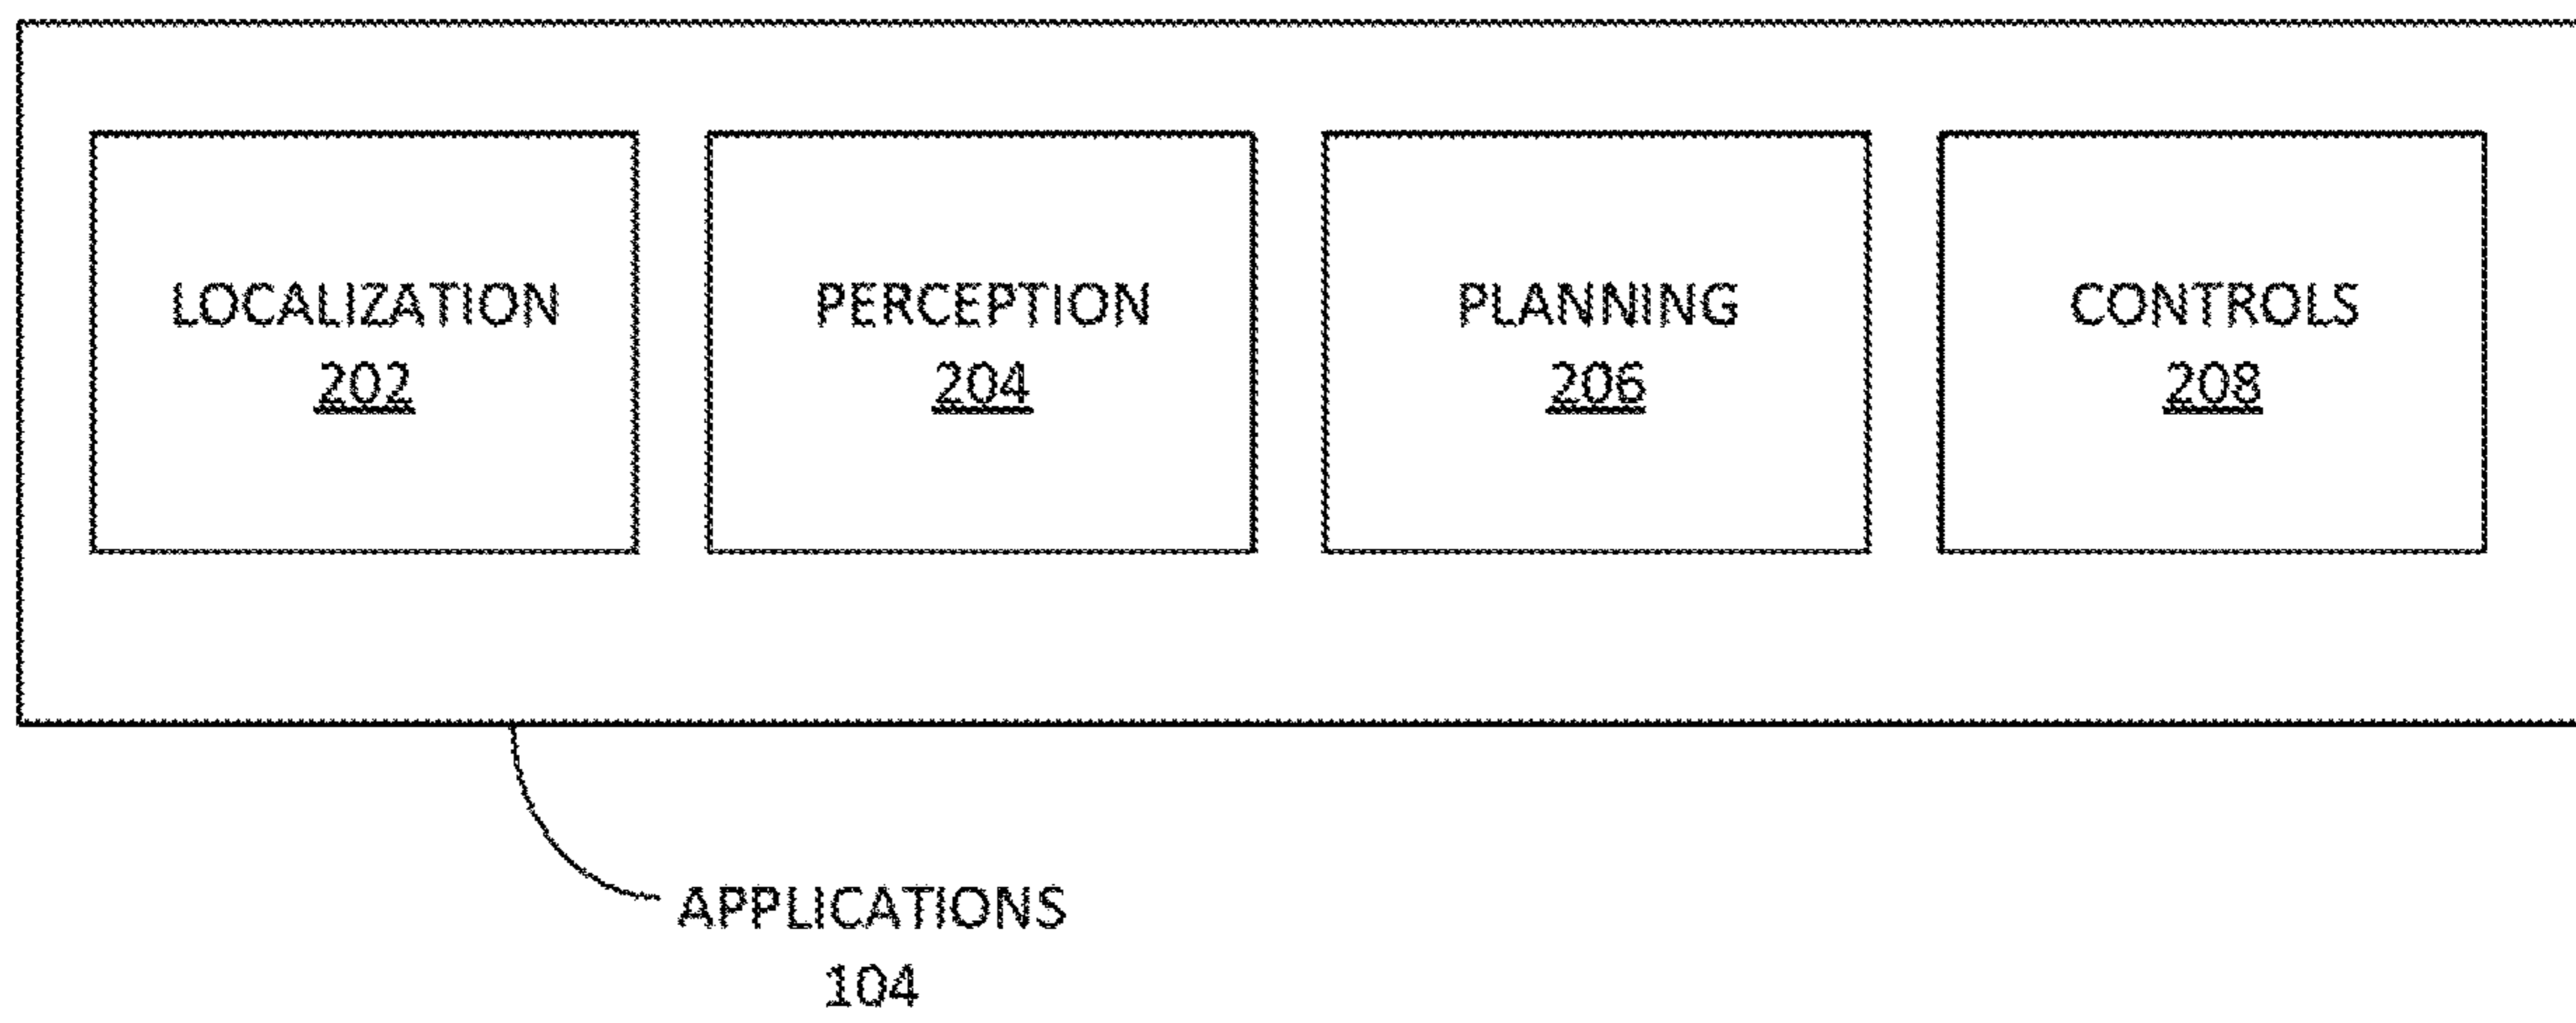 LOCALIZATION
202
PERCEPTION
204
PLANNING
206
CONTROLS
208
APPLICATIONS
104